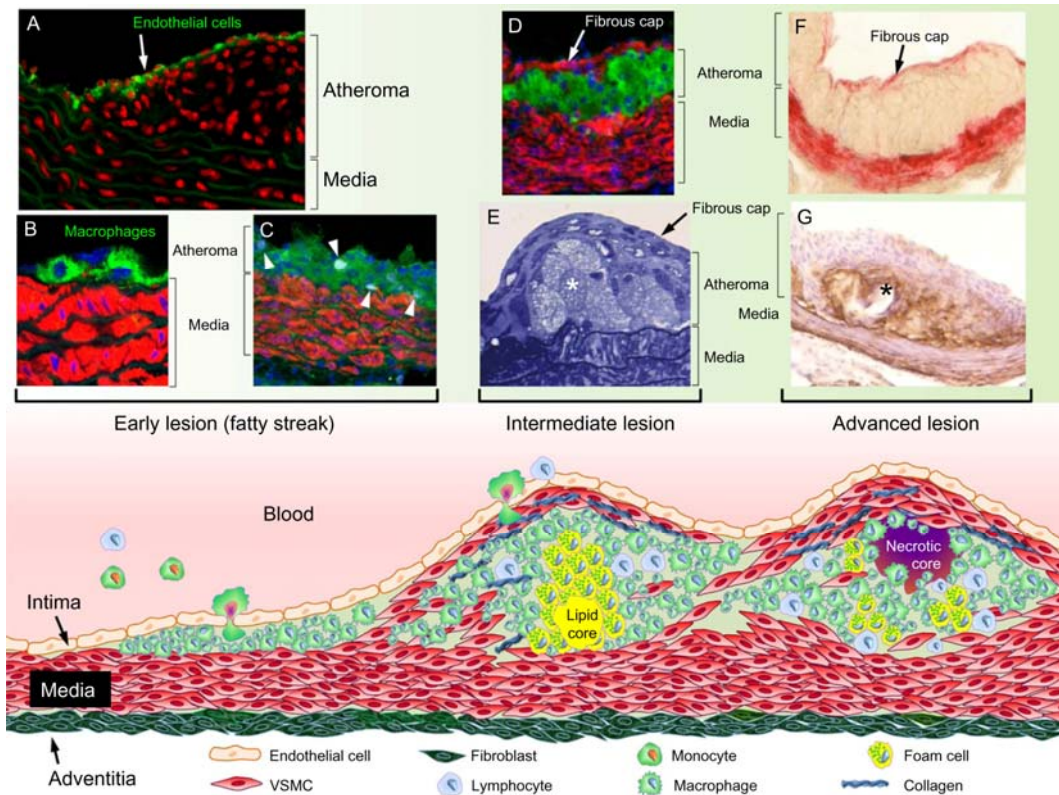 A
Endothelial cells
Atheroma
Media
B
Macrophages
Media
Atheroma
Media
C
D
Fibrous cap
Atheroma
Media
E
Fibrous cap
Atheroma
Media
F
Fibrous cap
Atheroma
Media
G
*
*
Early lesion (fatty streak)
Intermediate lesion
Advanced lesion
Blood
Intima
Media
Adventitia
Lipid
core
Necrotic
core
Endothelial cell
Fibroblast
Monocyte
Foam cell
VSMC
Lymphocyte
Macrophage
Collagen